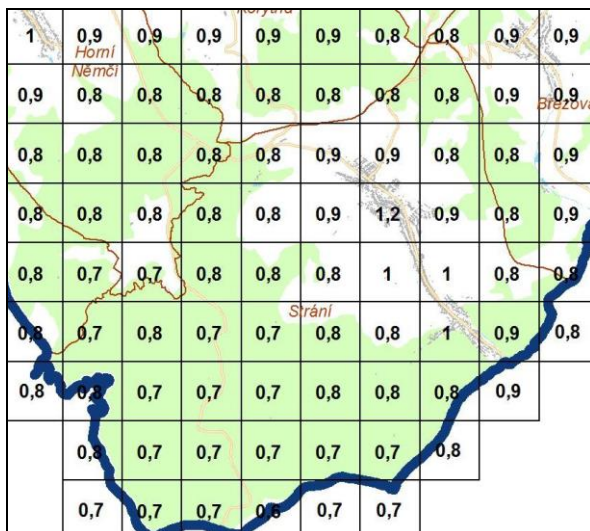 Korytná
1 0,9 0,9 0,9 0,9 0,9 0,8 0,8 0,9 0,9
Horní
Němčí
0,9 0,8 0,8 0,8 0,8 0,8 0,8 0,8 0,9 0,9
Březová
0,8 0,8 0,8 0,8 0,8 0,9 0,9 0,8 0,8 0,9
0,8 0,8 0,8 0,8 0,8 0,9 1,2 0,9 0,8 0,9
0,8 0,7 0,7 0,8 0,8 0,8 1 1 0,8 0,8
Strání
0,8 0,7 0,8 0,7 0,7 0,8 0,8 1 0,9 0,8
0,8 0,8 0,7 0,7 0,7 0,8 0,8 0,8 0,9
0,8 0,7 0,7 0,7 0,7 0,7 0,8
0,7 0,7 0,7 0,6 0,7 0,7